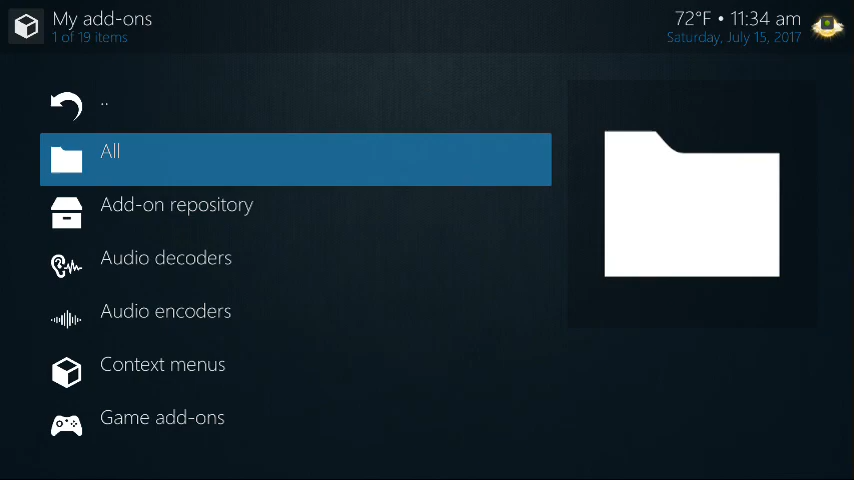 My add-ons
1 of 19 items
72°F • 11:34 am
Saturday, July 15, 2017
..
All
Add-on repository
Audio decoders
Audio encoders
Context menus
Game add-ons